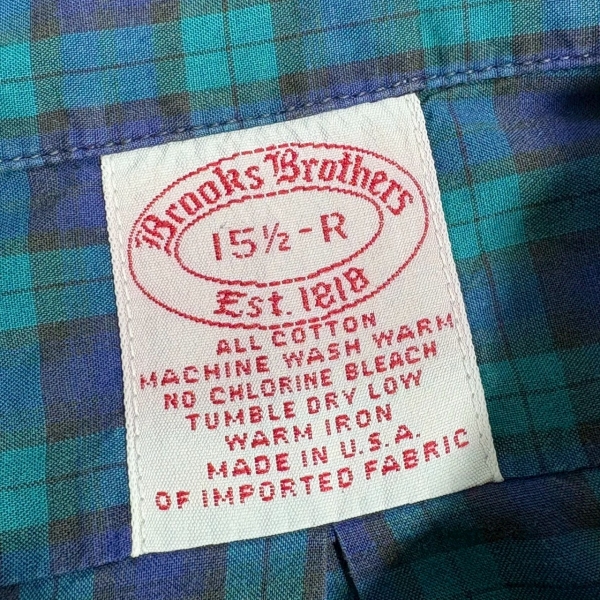 Brooks Brothers
15½-R
Est. 1818
ALL COTTON
MACHINE WASH WARM
NO CHLORINE BLEACH
TUMBLE DRY LOW
WARM IRON
MADE IN U.S.A.
OF IMPORTED FABRIC